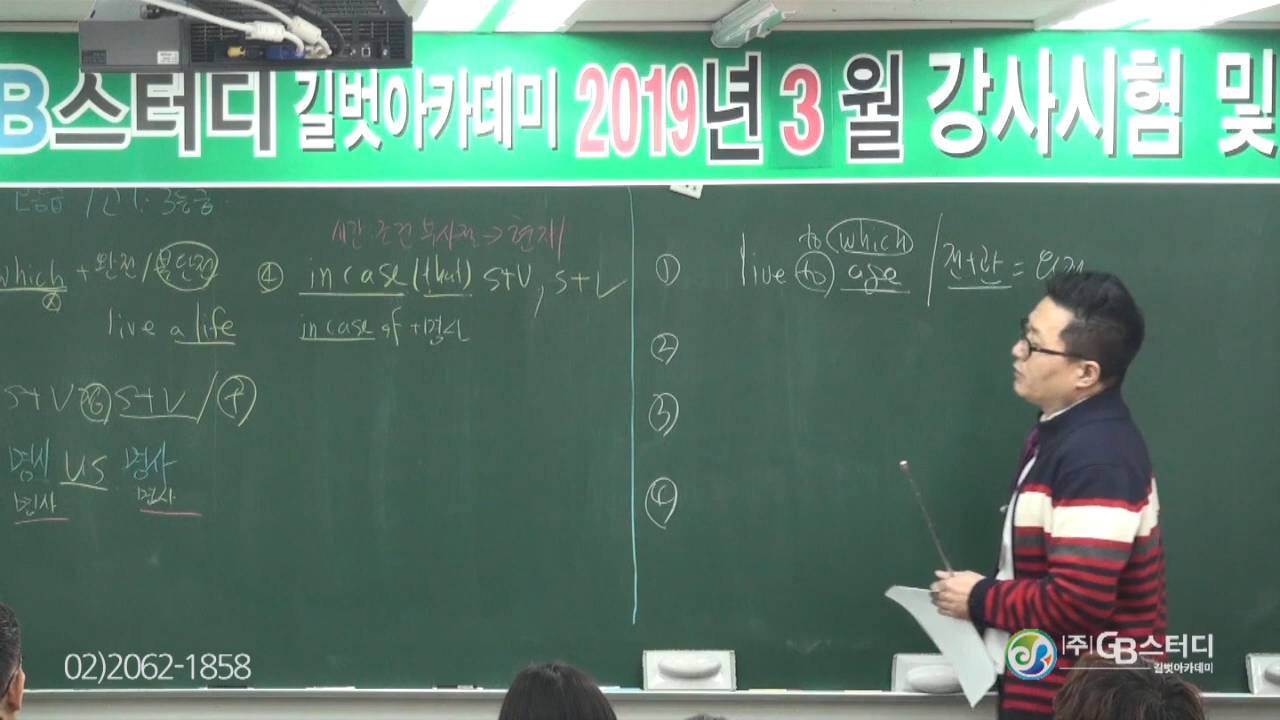 B스터디 길벗아카데미 2019년 3월 강사시험 및
3등급
시간 조건 부사절 → 현재
which + 완전/불완전
live a life
④ in case (that) S+V, S+V
in case of + 명사
S+V S+V /
VS 명사
① live to age / 전+관 = 완전
to which
②
③
④
02)2062-1858
(주)GB스터디
길벗아카데미